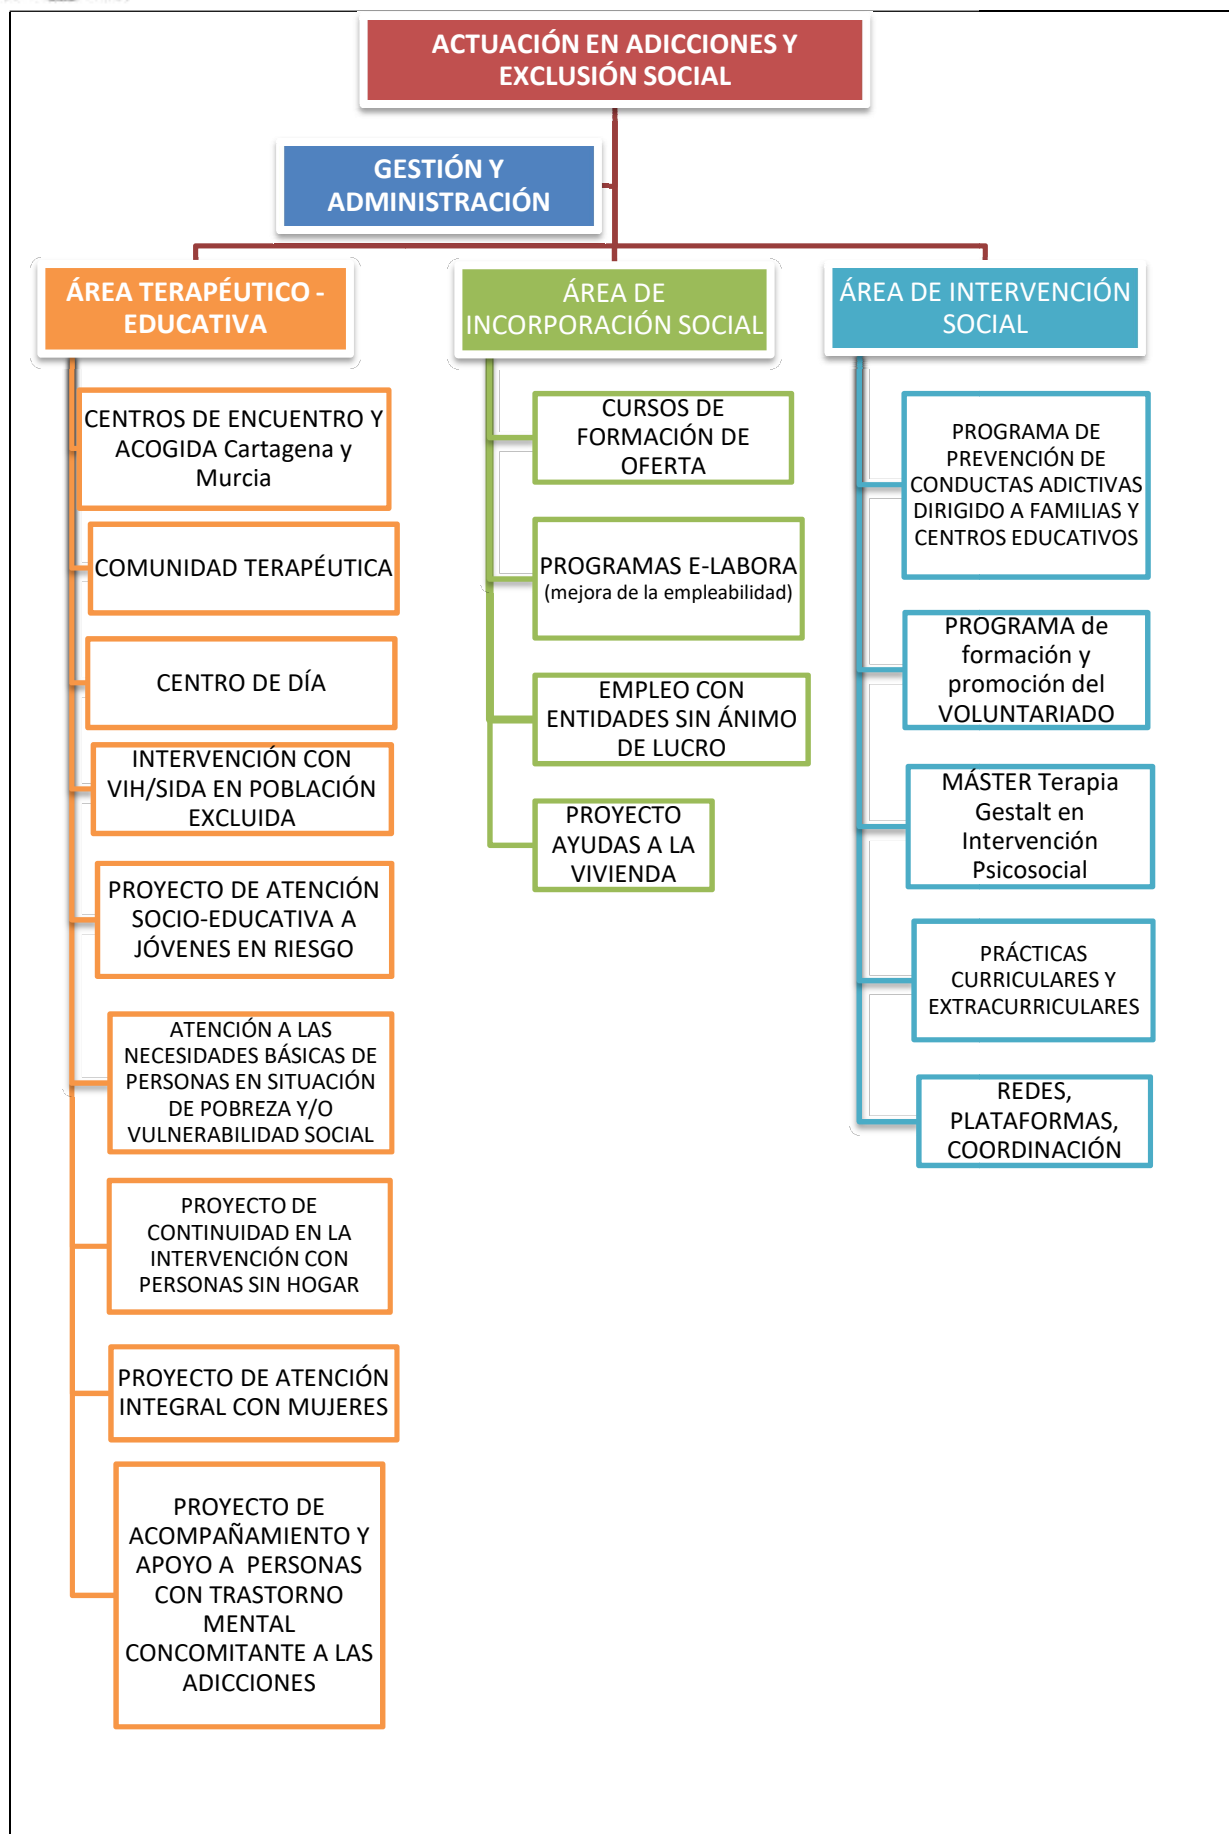 ACTUACIÓN EN ADICCIONES Y
EXCLUSIÓN SOCIAL
GESTIÓN Y
ADMINISTRACIÓN
ÁREA TERAPÉUTICO -
EDUCATIVA
CENTROS DE ENCUENTRO Y
ACOGIDA Cartagena y
Murcia
COMUNIDAD TERAPÉUTICA
CENTRO DE DÍA
INTERVENCIÓN CON
VIH/SIDA EN POBLACIÓN
EXCLUIDA
PROYECTO DE ATENCIÓN
SOCIO-EDUCATIVA A
JÓVENES EN RIESGO
ATENCIÓN A LAS
NECESIDADES BÁSICAS DE
PERSONAS EN SITUACIÓN
DE POBREZA Y/O
VULNERABILIDAD SOCIAL
PROYECTO DE
CONTINUIDAD EN LA
INTERVENCIÓN CON
PERSONAS SIN HOGAR
PROYECTO DE ATENCIÓN
INTEGRAL CON MUJERES
PROYECTO DE
ACOMPAÑAMIENTO Y
APOYO A PERSONAS
CON TRASTORNO
MENTAL
CONCOMITANTE A LAS
ADICCIONES
ÁREA DE
INCORPORACIÓN SOCIAL
CURSOS DE
FORMACIÓN DE
OFERTA
PROGRAMAS E-LABORA
(mejora de la empleabilidad)
EMPLEO CON
ENTIDADES SIN ÁNIMO
DE LUCRO
PROYECTO
AYUDAS A LA
VIVIENDA
ÁREA DE INTERVENCIÓN
SOCIAL
PROGRAMA DE
PREVENCIÓN DE
CONDUCTAS ADICTIVAS
DIRIGIDO A FAMILIAS Y
CENTROS EDUCATIVOS
PROGRAMA de
formación y
promoción del
VOLUNTARIADO
MÁSTER Terapia
Gestalt en
Intervención
Psicosocial
PRÁCTICAS
CURRICULARES Y
EXTRACURRICULARES
REDES,
PLATAFORMAS,
COORDINACIÓN